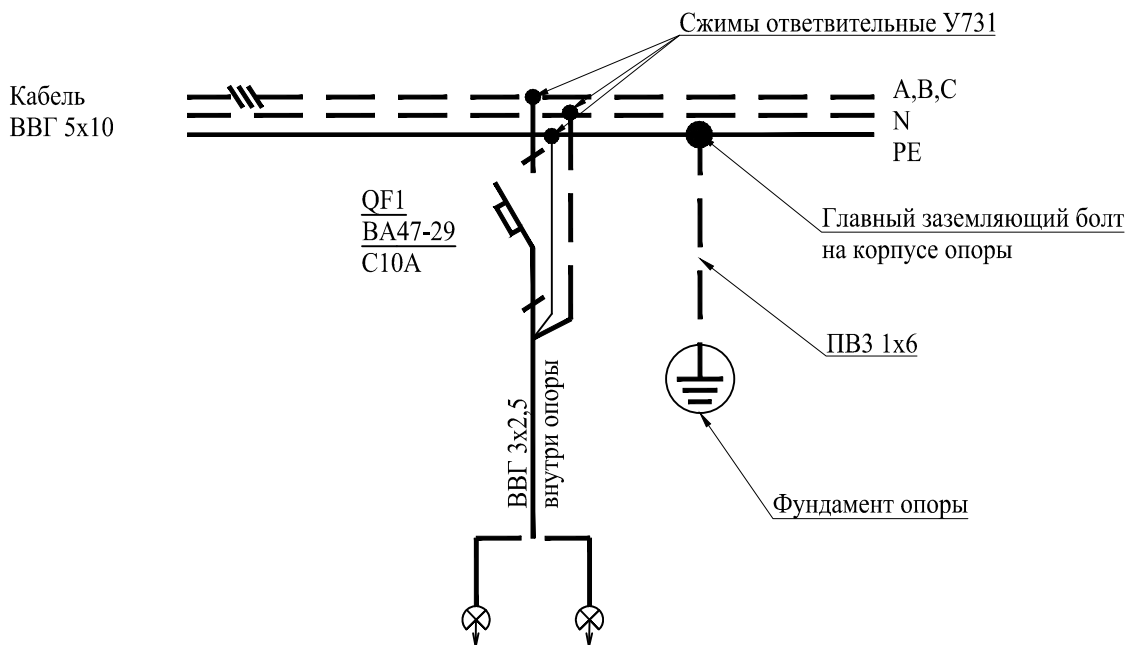 Сжимы ответвительные У731
Кабель
ВВГ 5х10
А,В,С
N
PE
QF1
ВА47-29
С10А
Главный заземляющий болт
на корпусе опоры
ПВ3 1х6
ВВГ 3х2,5
внутри опоры
Фундамент опоры